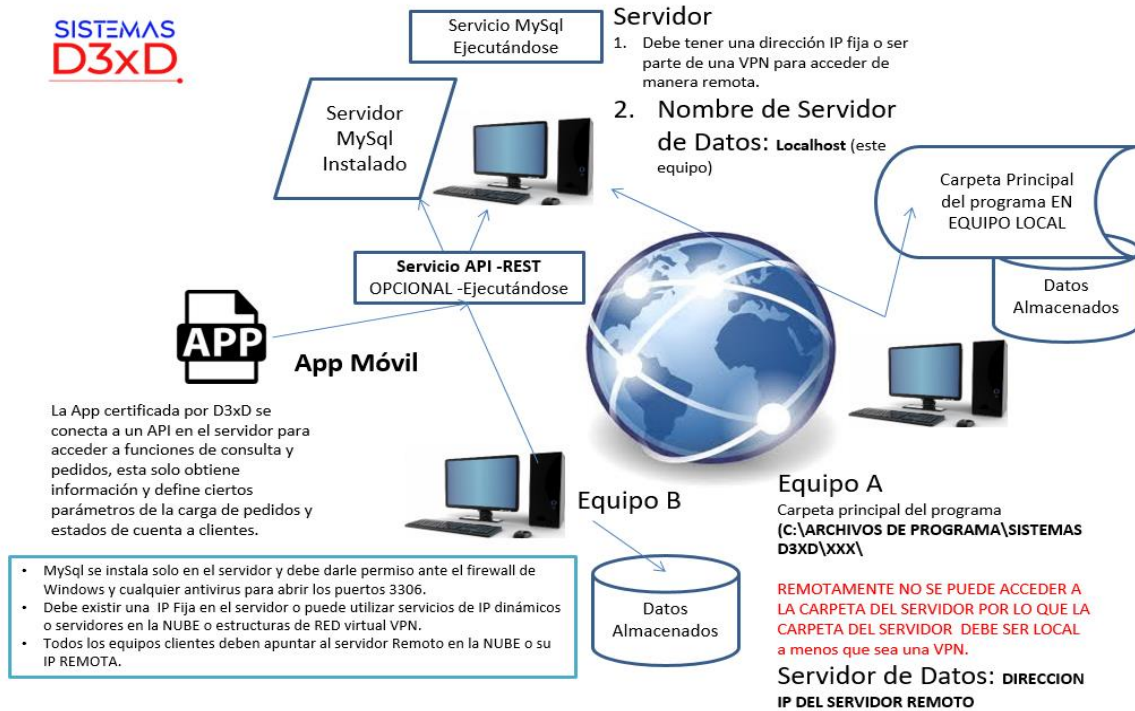 SISTEMAS
D3xD
Servicio MySql
Ejecutándose
Servidor
1. Debe tener una dirección IP fija o ser
parte de una VPN para acceder de
manera remota.
2. Nombre de Servidor
de Datos: Localhost (este
equipo)
Servidor
MySql
Instalado
Carpeta Principal
del programa EN
EQUIPO LOCAL
Datos
Almacenados
Servicio API -REST
OPCIONAL -Ejecutándose
APP
App Móvil
La App certificada por D3xD se
conecta a un API en el servidor para
acceder a funciones de consulta y
pedidos, esta solo obtiene
información y define ciertos
parámetros de la carga de pedidos y
estados de cuenta a clientes.
Equipo B
Datos
Almacenados
Equipo A
Carpeta principal del programa
(C:\ARCHIVOS DE PROGRAMA\SISTEMAS
D3XD\XXX\
REMOTAMENTE NO SE PUEDE ACCEDER A
LA CARPETA DEL SERVIDOR POR LO QUE LA
CARPETA DEL SERVIDOR DEBE SER LOCAL
a menos que sea una VPN.
Servidor de Datos: DIRECCION
IP DEL SERVIDOR REMOTO
• MySql se instala solo en el servidor y debe darle permiso ante el firewall de
Windows y cualquier antivirus para abrir los puertos 3306.
• Debe existir una IP Fija en el servidor o puede utilizar servicios de IP dinámicos
o servidores en la NUBE o estructuras de RED virtual VPN.
• Todos los equipos clientes deben apuntar al servidor Remoto en la NUBE o su
IP REMOTA.